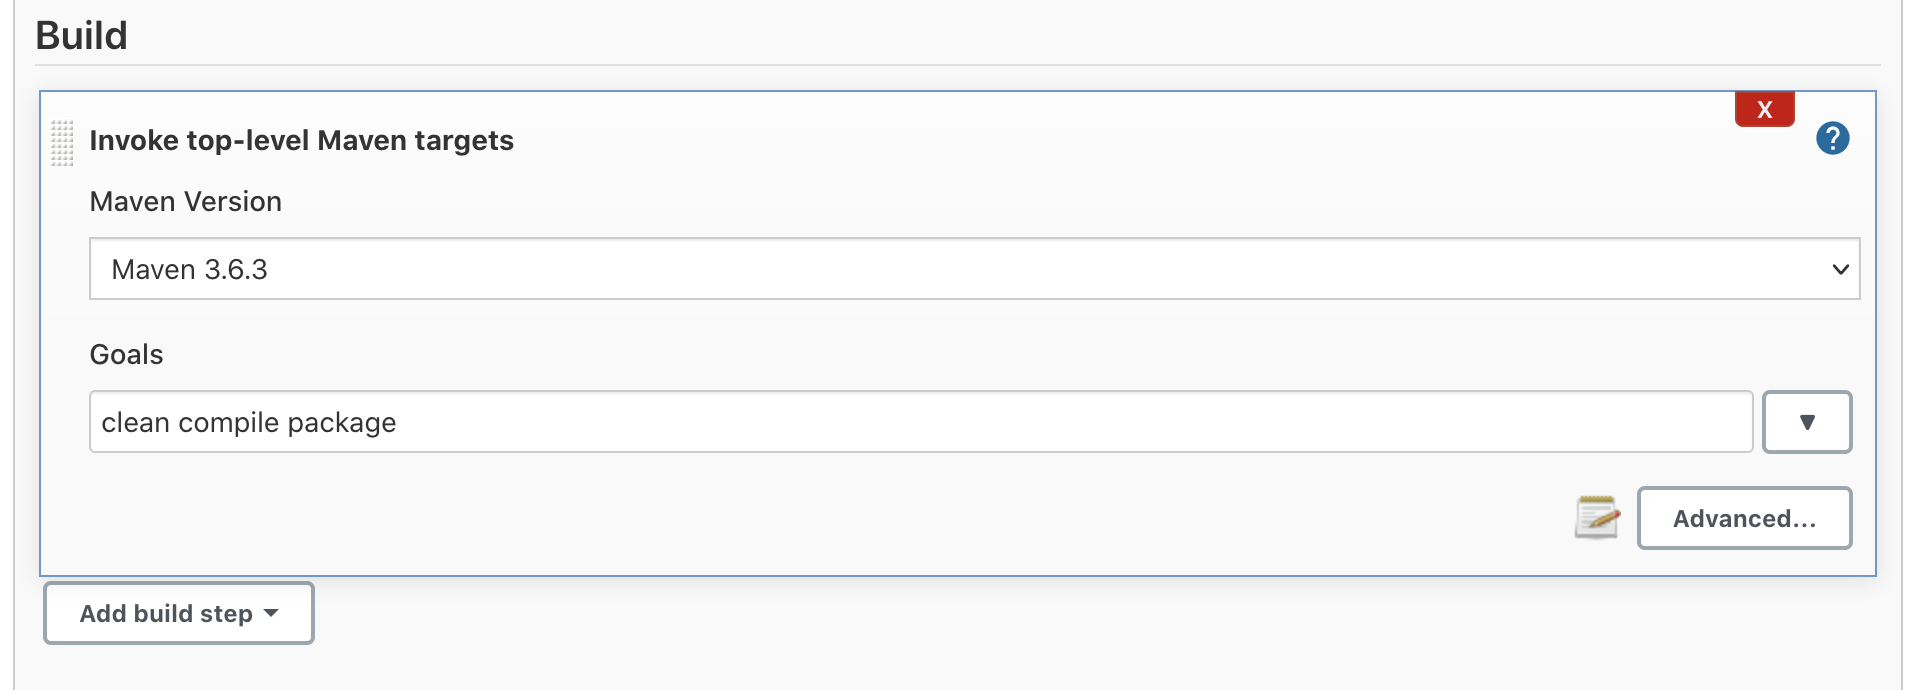 Build
X
Invoke top-level Maven targets
?
Maven Version
Maven 3.6.3
Goals
clean compile package
Advanced...
Add build step